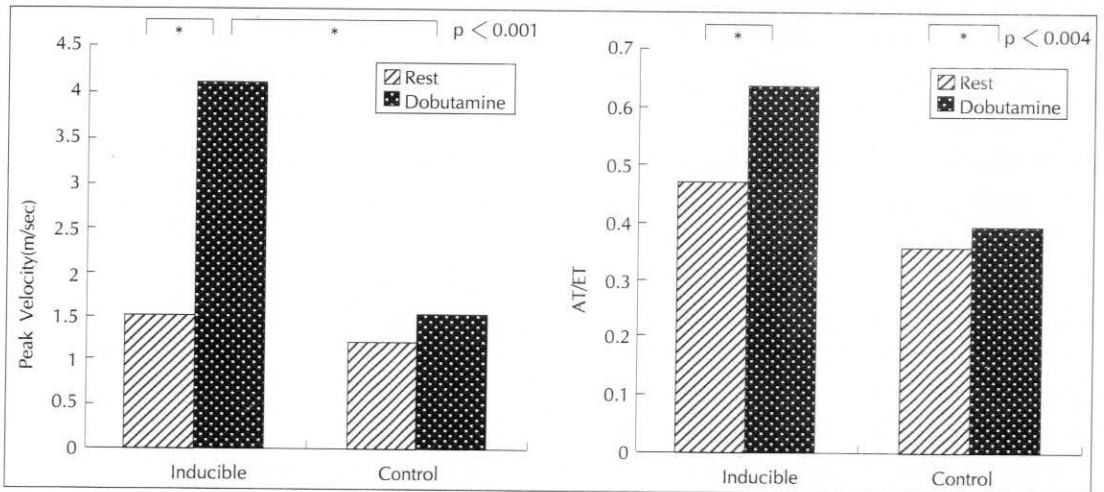 * * p < 0.001
4.5
4
3.5
3
4.5
2
1.5
1
0.5
0
Peak Velocity(m/sec)
Rest
Dobutamine
Inducible Control
* * p < 0.004
0.7
0.6
0.5
0.4
0.3
0.2
0.1
0
AT/ET
Rest
Dobutamine
Inducible Control